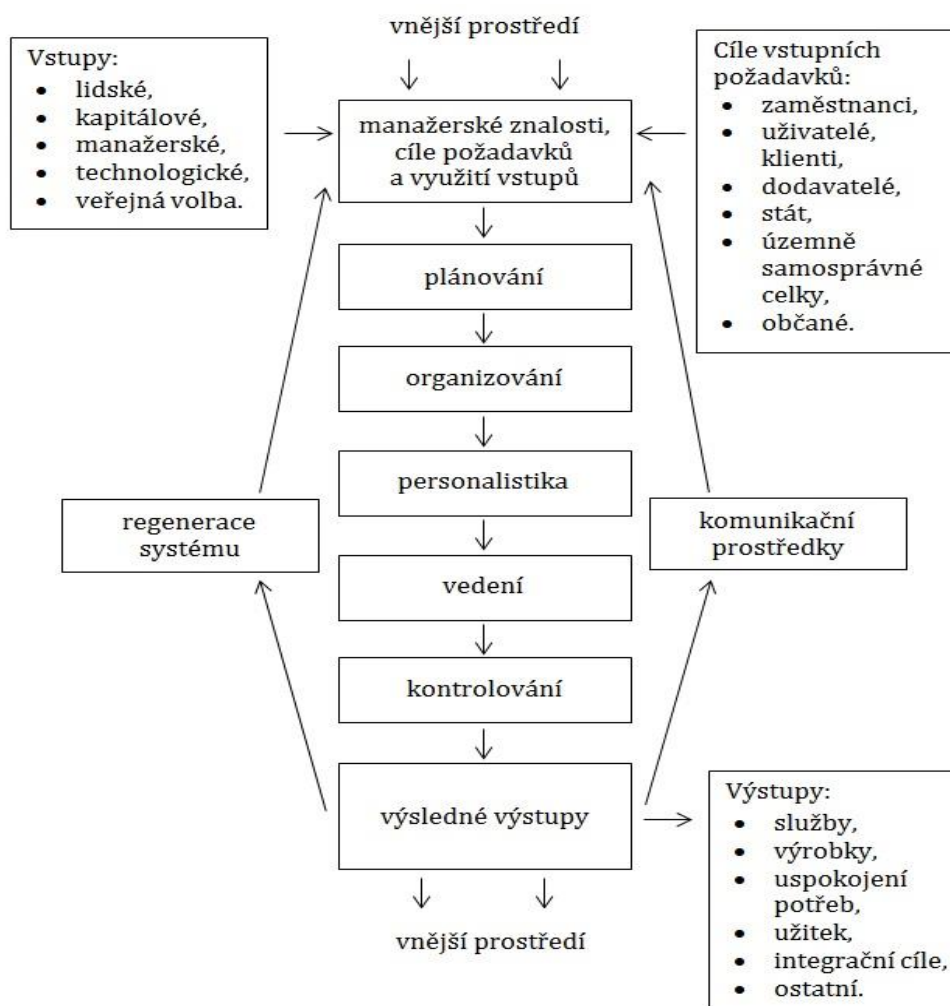 vnější prostředí
Vstupy:
• lidské,
• kapitálové,
• manažerské,
• technologické,
• veřejná volba.
manažerské znalosti,
cíle požadavků
a využití vstupů
Cíle vstupních
požadavků:
• zaměstnanci,
• uživatelé,
klienti,
• dodavatelé,
• stát,
• územně
samosprávné
celky,
• občané.
plánování
organizování
personalistika
regenerace
systému
komunikační
prostředky
vedení
kontrolování
výsledné výstupy
Výstupy:
• služby,
• výrobky,
• uspokojení
potřeb,
• užitek,
• integrační cíle,
• ostatní.
vnější prostředí